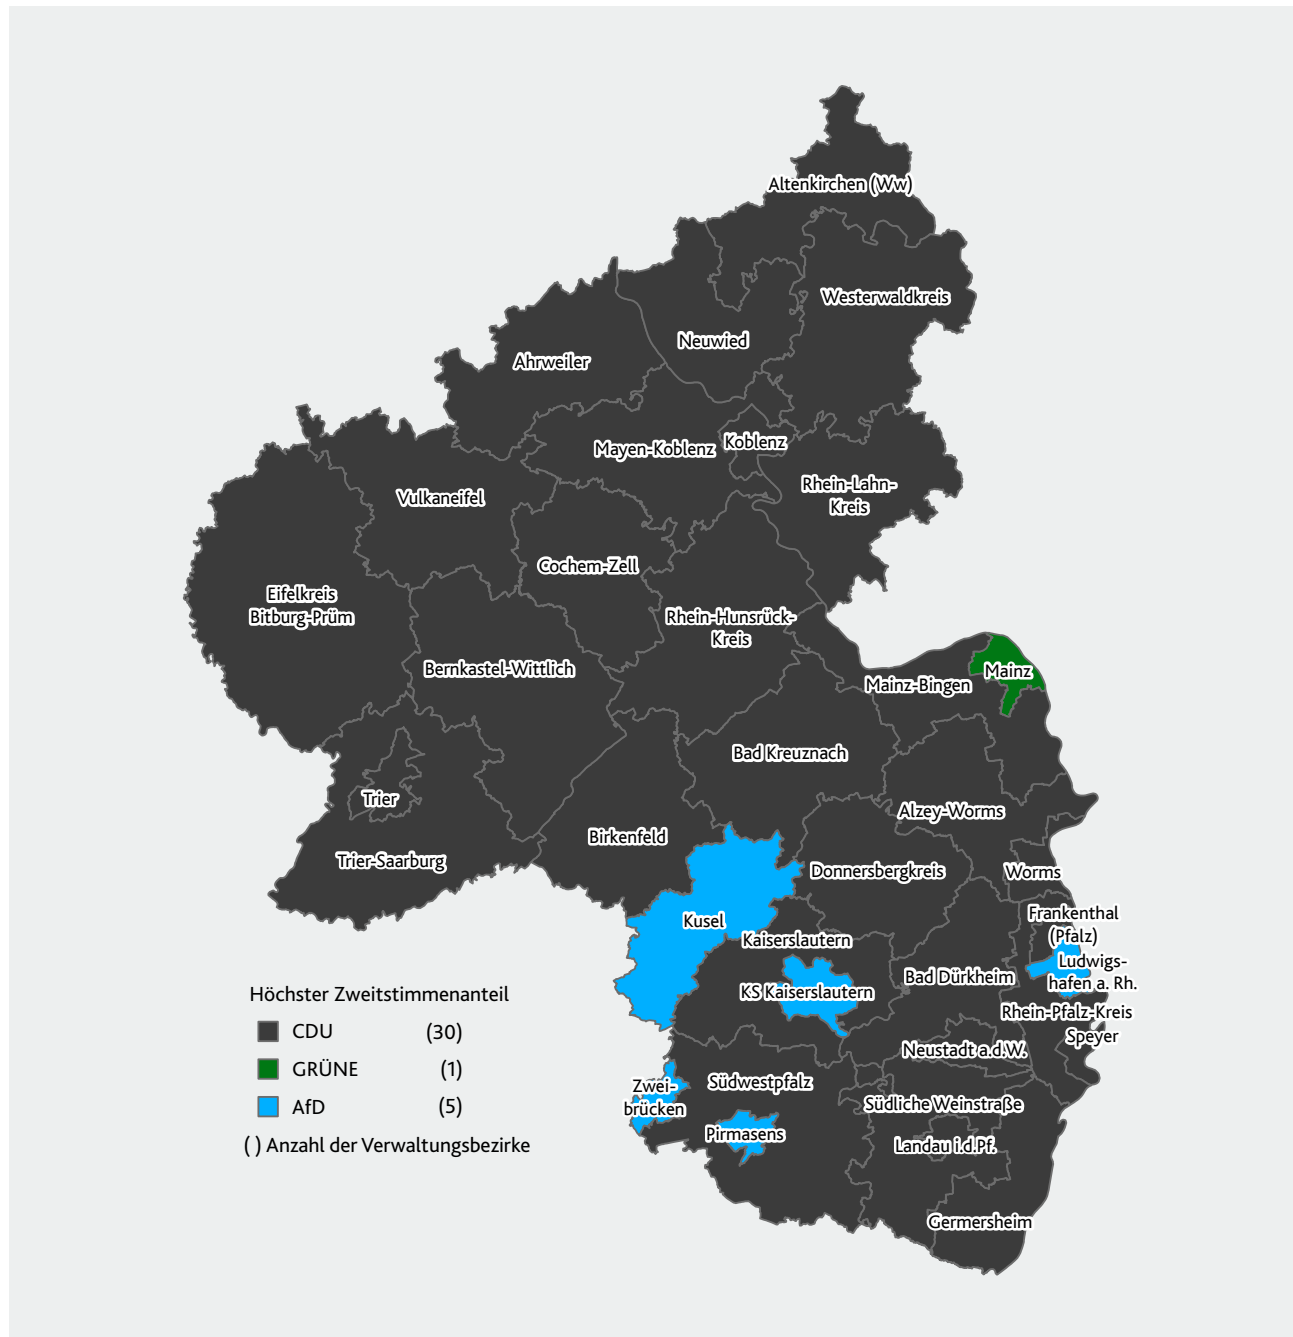 Altenkirchen (Ww)
Westerwaldkreis
Neuwied
Ahrweiler
Koblenz
Mayen-Koblenz
Rhein-Lahn-
Kreis
Vulkaneifel
Cochem-Zell
Eifelkreis
Bitburg-Prüm
Rhein-Hunsrück-
Kreis
Bernkastel-Wittlich
Mainz
Mainz-Bingen
Bad Kreuznach
Trier
Alzey-Worms
Birkenfeld
Trier-Saarburg
Donnersbergkreis
Worms
Kusel
Frankenthal
(Pfalz)
Kaiserslautern
Ludwigs-
hafen a. Rh.
Bad Dürkheim
KS Kaiserslautern
Rhein-Pfalz-Kreis
Speyer
Neustadt a.d.W.
Südwestpfalz
Zwei-
brücken
Südliche Weinstraße
Pirmasens
Landau i.d.Pf.
Germersheim
Höchster Zweitstimmenanteil
CDU (30)
GRÜNE (1)
AfD (5)
( ) Anzahl der Verwaltungsbezirke